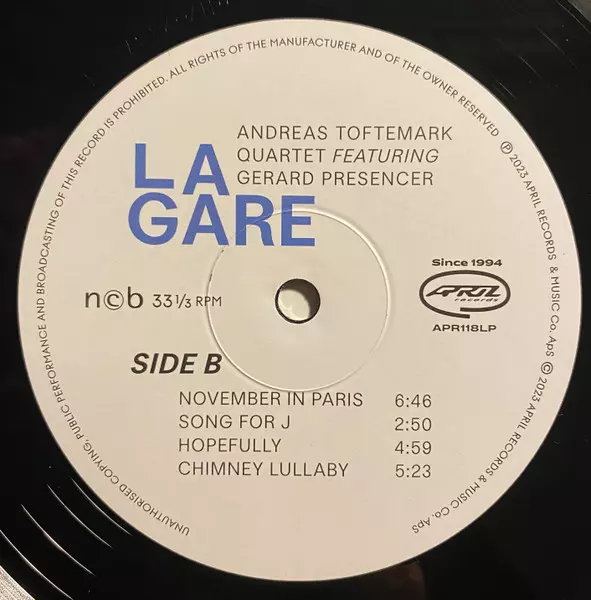 UNAUTHORISED COPYING, PUBLIC PERFORMANCE AND BROADCASTING OF THIS RECORD IS PROHIBITED. ALL RIGHTS OF THE MANUFACTURER AND OF THE OWNER RESERVED ℗ 2023 APRIL RECORDS & MUSIC Co. ApS © 2023 APRIL RECORDS & MUSIC Co. ApS
LA GARE
ANDREAS TOFTEMARK
QUARTET FEATURING
GERARD PRESENCER
n©b 33 1/3 RPM
Since 1994
APRIL
records
APR118LP
SIDE B
NOVEMBER IN PARIS 6:46
SONG FOR J 2:50
HOPEFULLY 4:59
CHIMNEY LULLABY 5:23